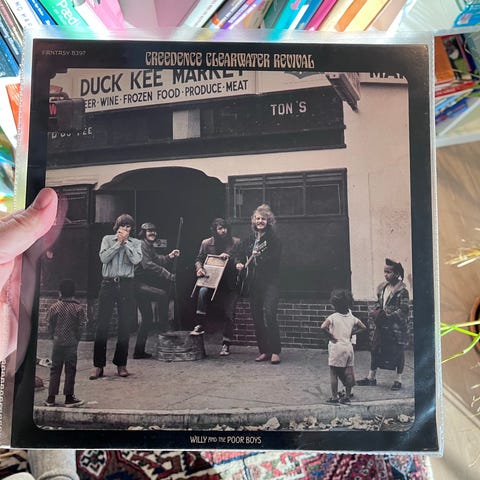 FANTASY 8397
CREEDENCE CLEARWATER REVIVAL
DUCK KEE MARKET
BEER·WINE·FROZEN FOOD·PRODUCE·MEAT
TON'S
WILLY AND THE POOR BOYS